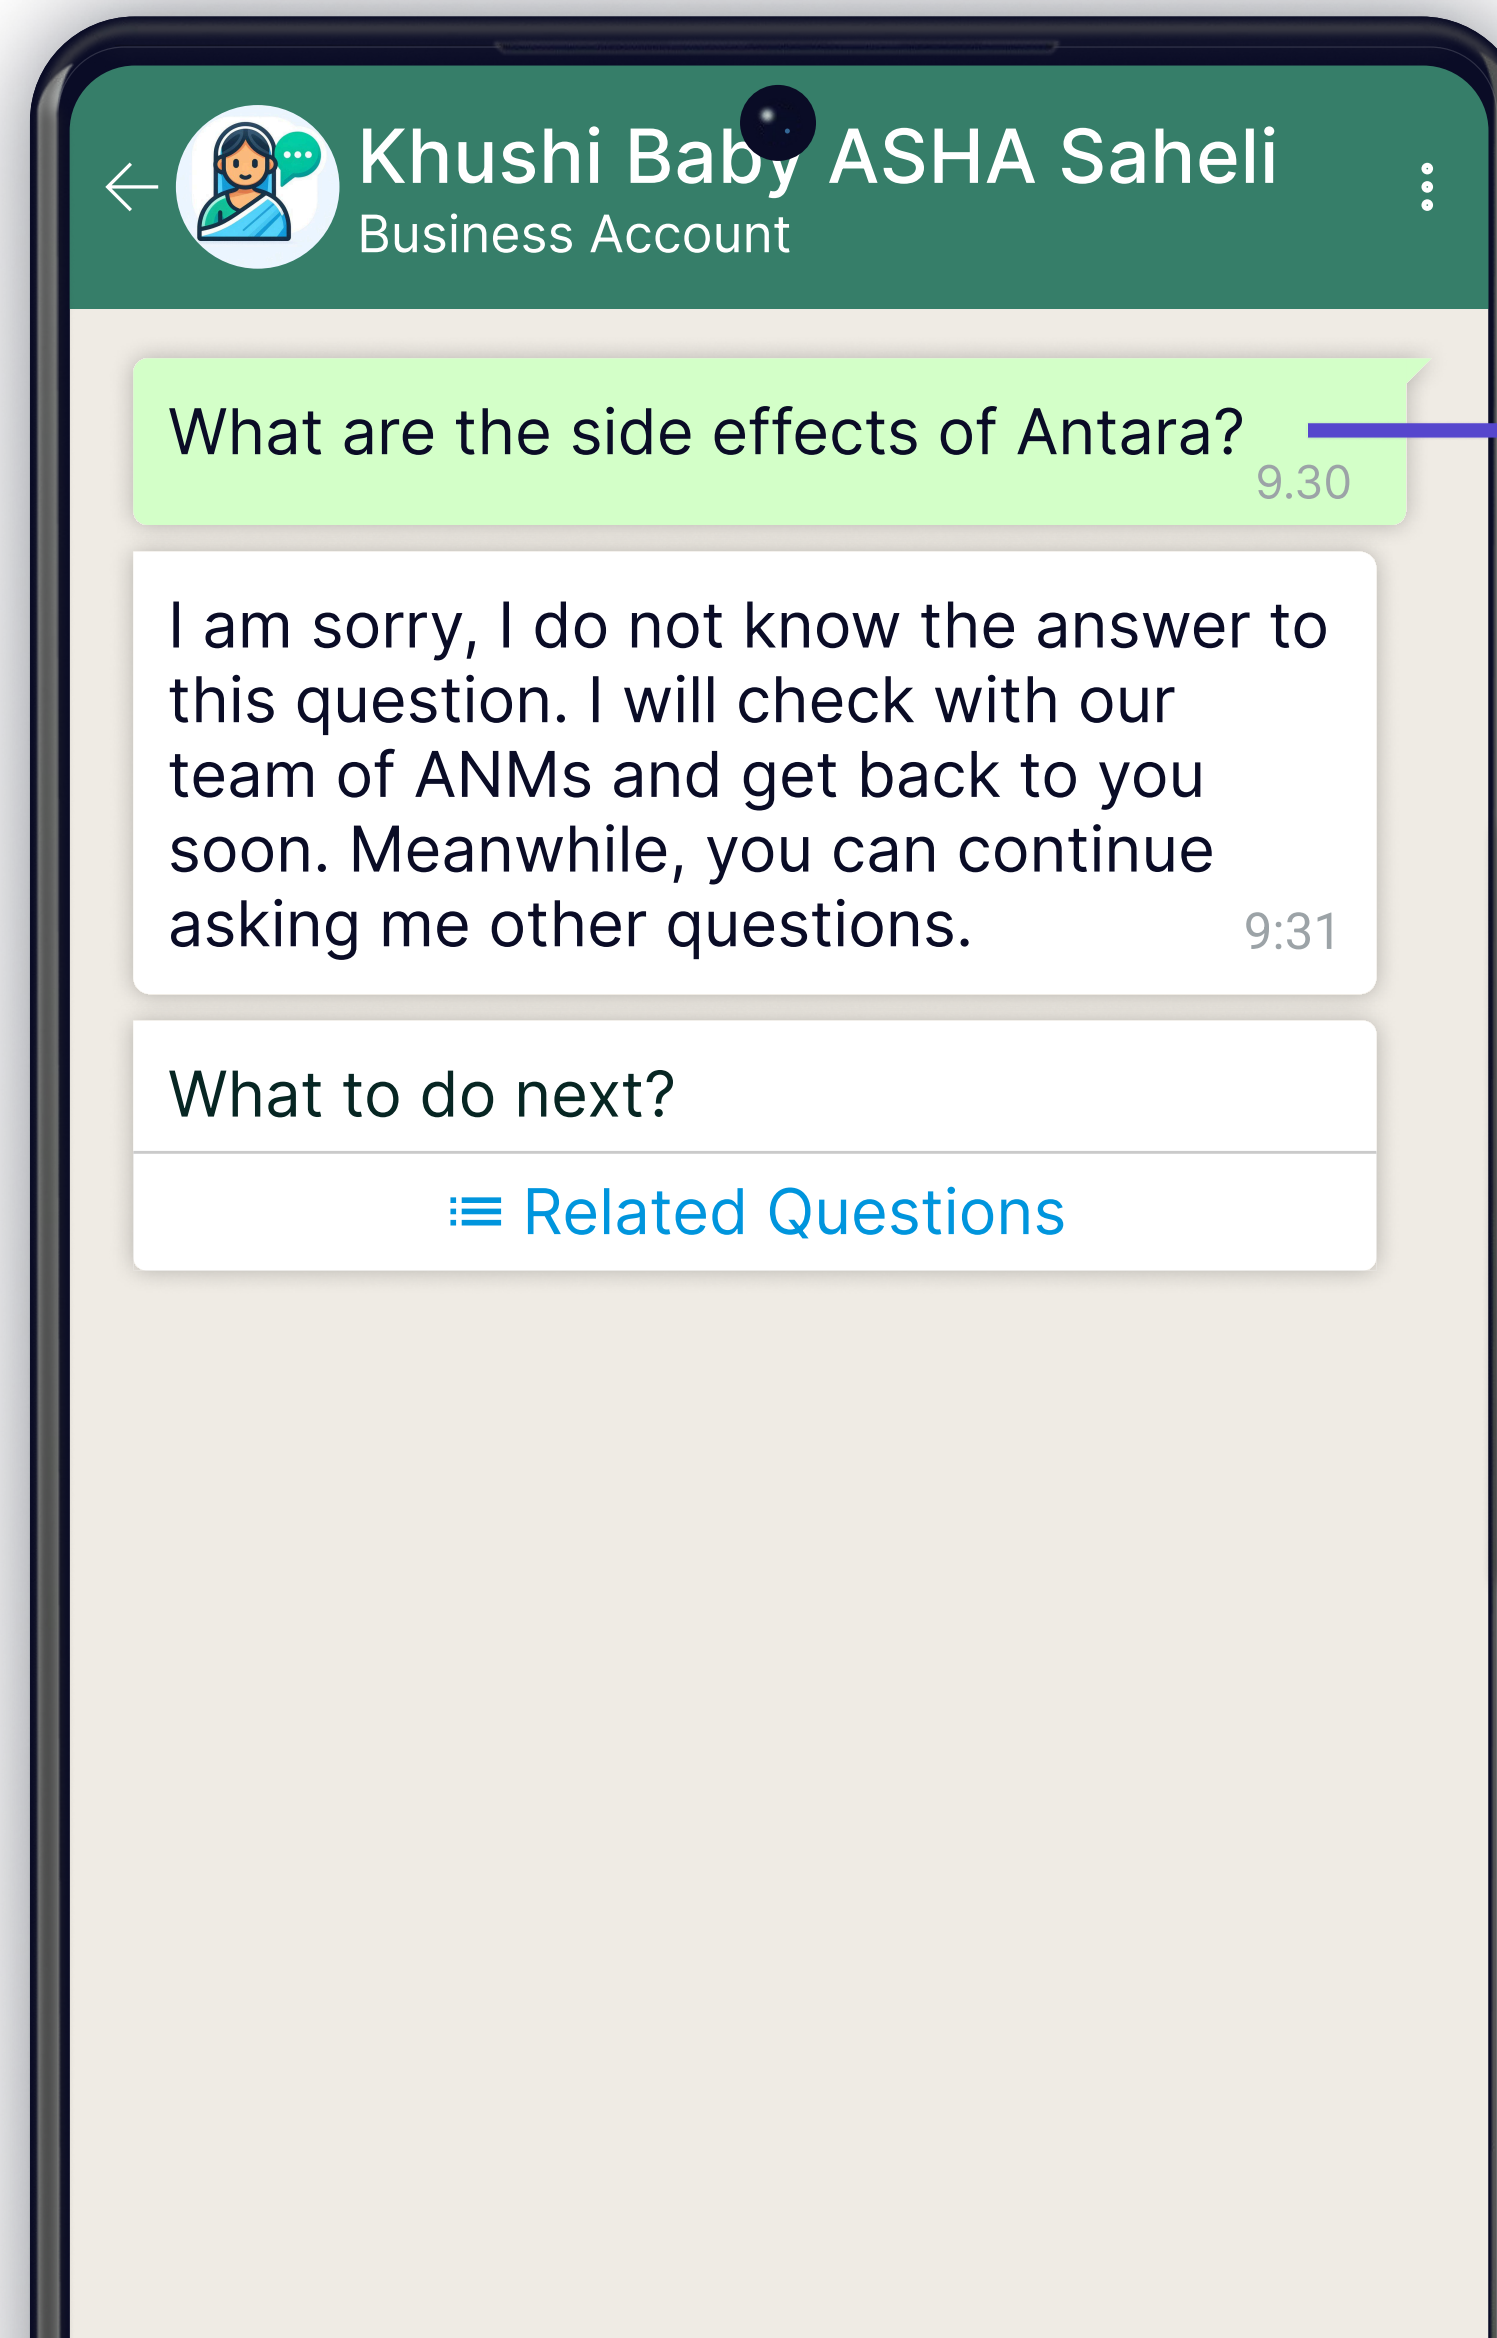 Khushi Baby ASHA Saheli
Business Account
What are the side effects of Antara?
9.30
I am sorry, I do not know the answer to
this question. I will check with our
team of ANMs and get back to you
soon. Meanwhile, you can continue
asking me other questions.
9:31
What to do next?
Related Questions